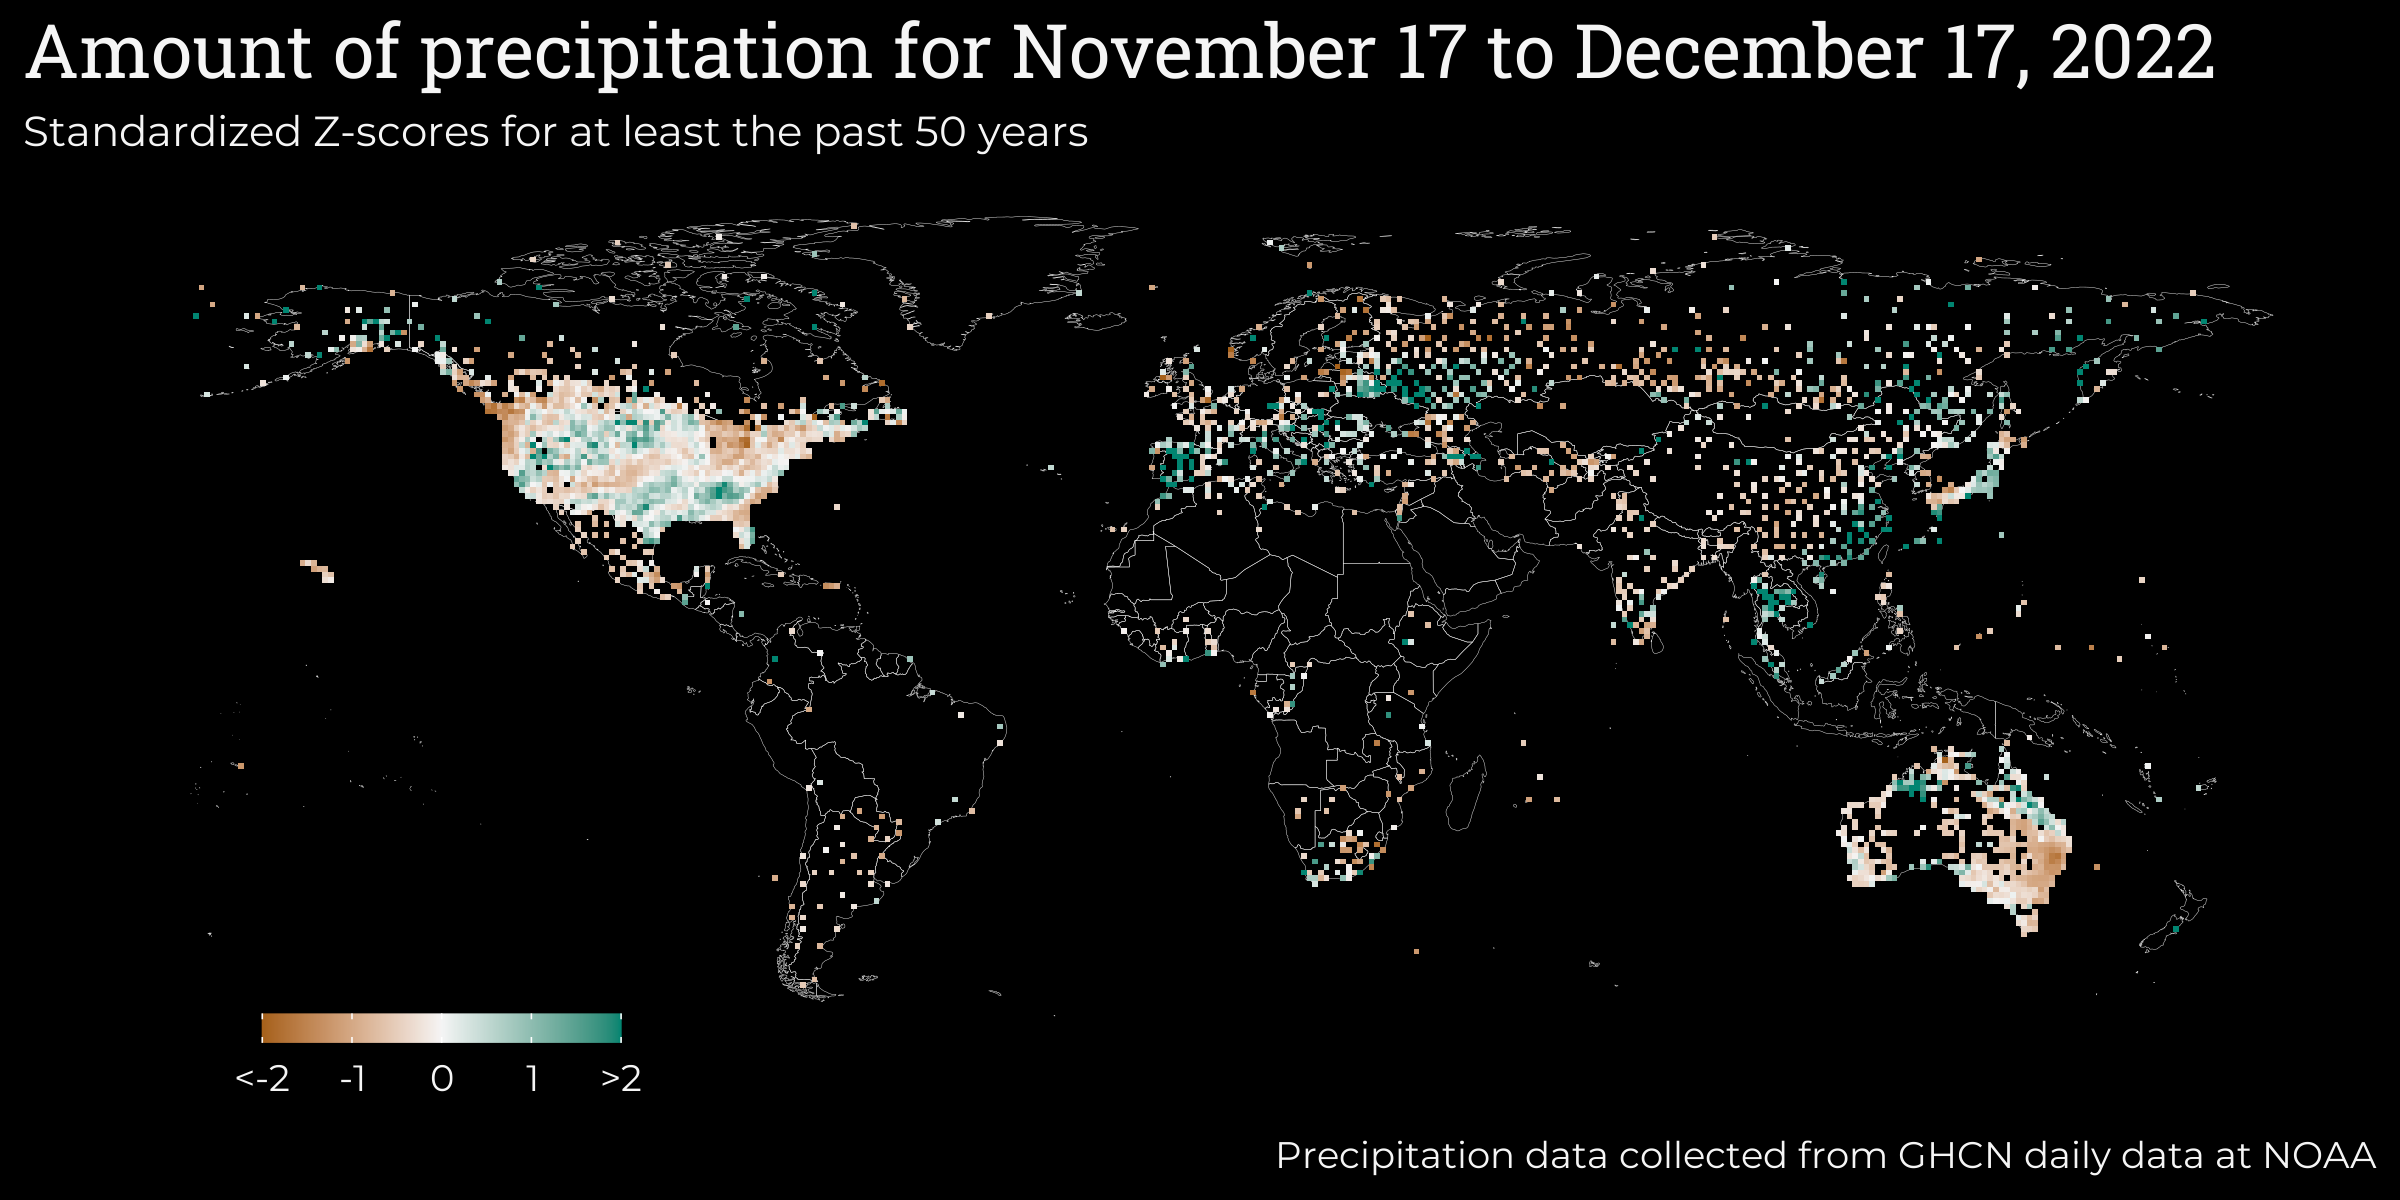 Amount of precipitation for November 17 to December 17, 2022
Standardized Z-scores for at least the past 50 years
<-2 -1 0 1 >2
Precipitation data collected from GHCN daily data at NOAA